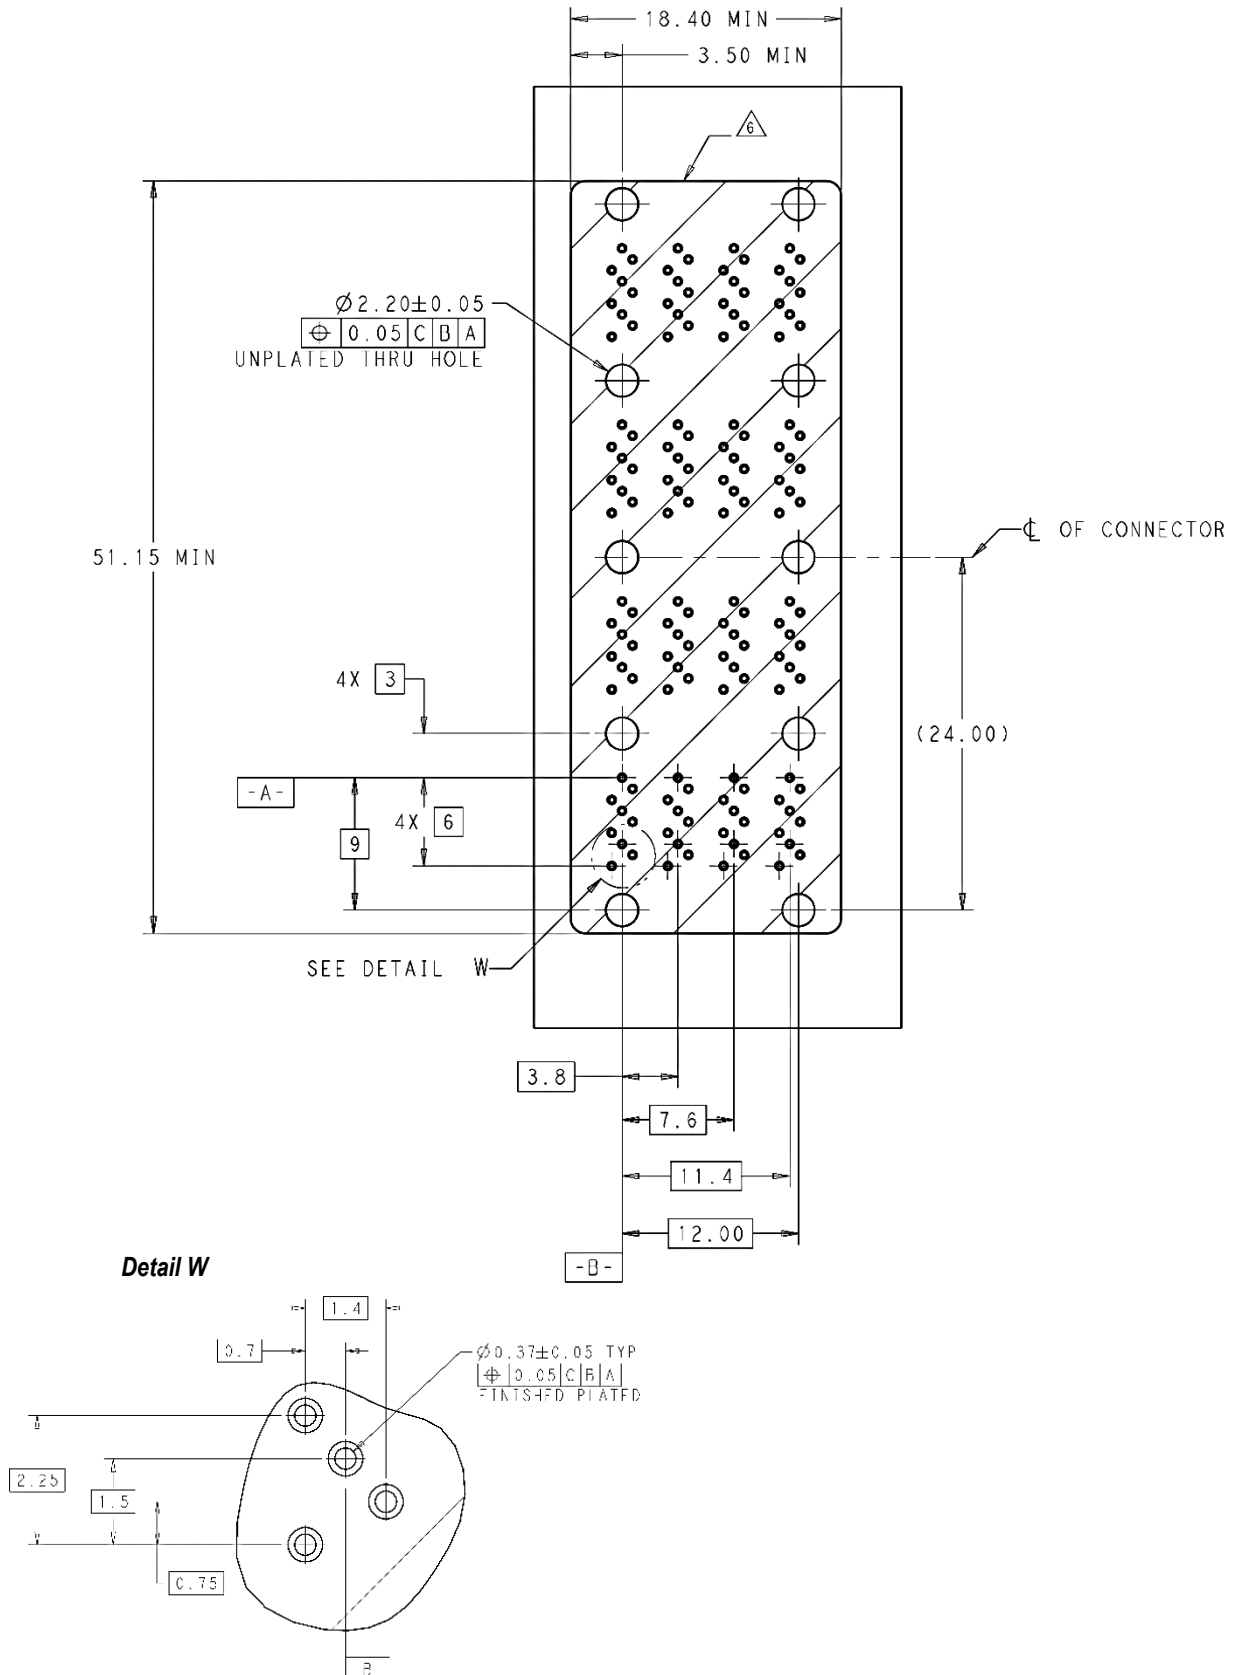 18.40 MIN
3.50 MIN
6
Ø2.20±0.05
⌖ 0.05 C B A
UNPLATED THRU HOLE
℄ OF CONNECTOR
51.15 MIN
4X 3
(24.00)
-A-
4X 6
9
SEE DETAIL W
3.8
7.6
11.4
12.00
-B-
Detail W
1.4
0.7
Ø0.37±0.05 TYP
⌖ 0.05 C B A
FINISHED PLATED
2.25
1.5
0.75
B